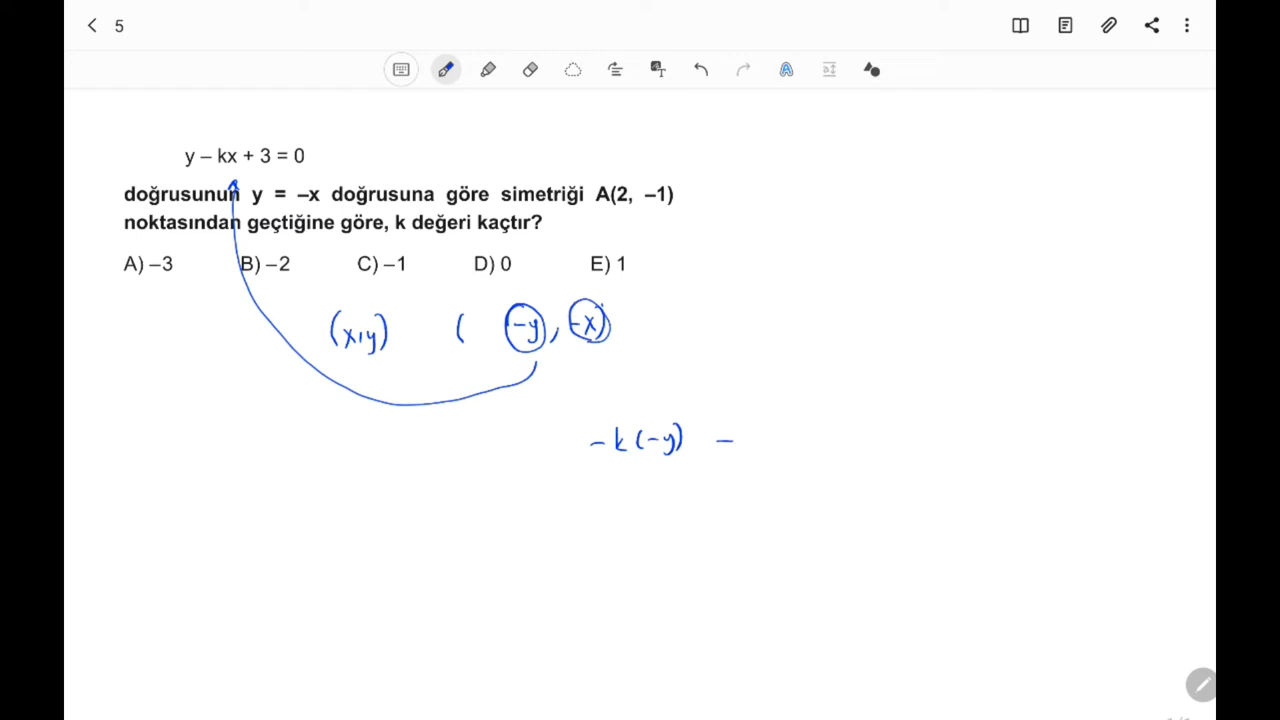 5
y – kx + 3 = 0
doğrusunun y = –x doğrusuna göre simetriği A(2, –1)
noktasından geçtiğine göre, k değeri kaçtır?
A) –3 B) –2 C) –1 D) 0 E) 1
(x,y) ( -y, -x)
-k(-y) -